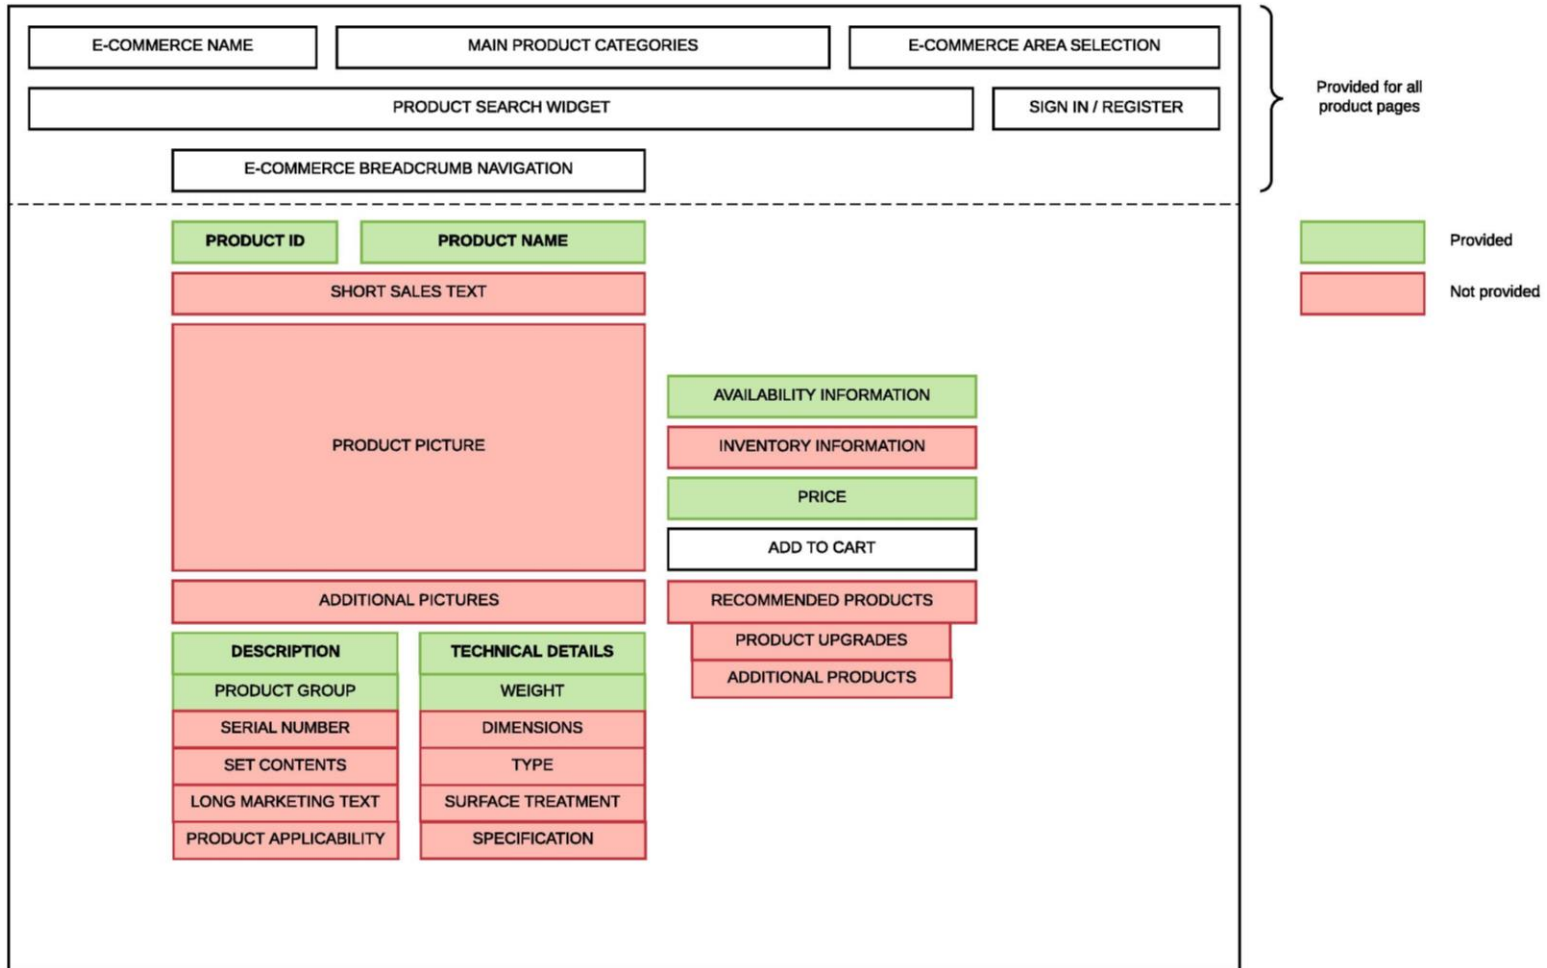 E-COMMERCE NAME
MAIN PRODUCT CATEGORIES
E-COMMERCE AREA SELECTION
PRODUCT SEARCH WIDGET
SIGN IN / REGISTER
E-COMMERCE BREADCRUMB NAVIGATION
Provided for all
product pages
PRODUCT ID
PRODUCT NAME
SHORT SALES TEXT
PRODUCT PICTURE
ADDITIONAL PICTURES
DESCRIPTION
PRODUCT GROUP
SERIAL NUMBER
SET CONTENTS
LONG MARKETING TEXT
PRODUCT APPLICABILITY
TECHNICAL DETAILS
WEIGHT
DIMENSIONS
TYPE
SURFACE TREATMENT
SPECIFICATION
AVAILABILITY INFORMATION
INVENTORY INFORMATION
PRICE
ADD TO CART
RECOMMENDED PRODUCTS
PRODUCT UPGRADES
ADDITIONAL PRODUCTS
Provided
Not provided